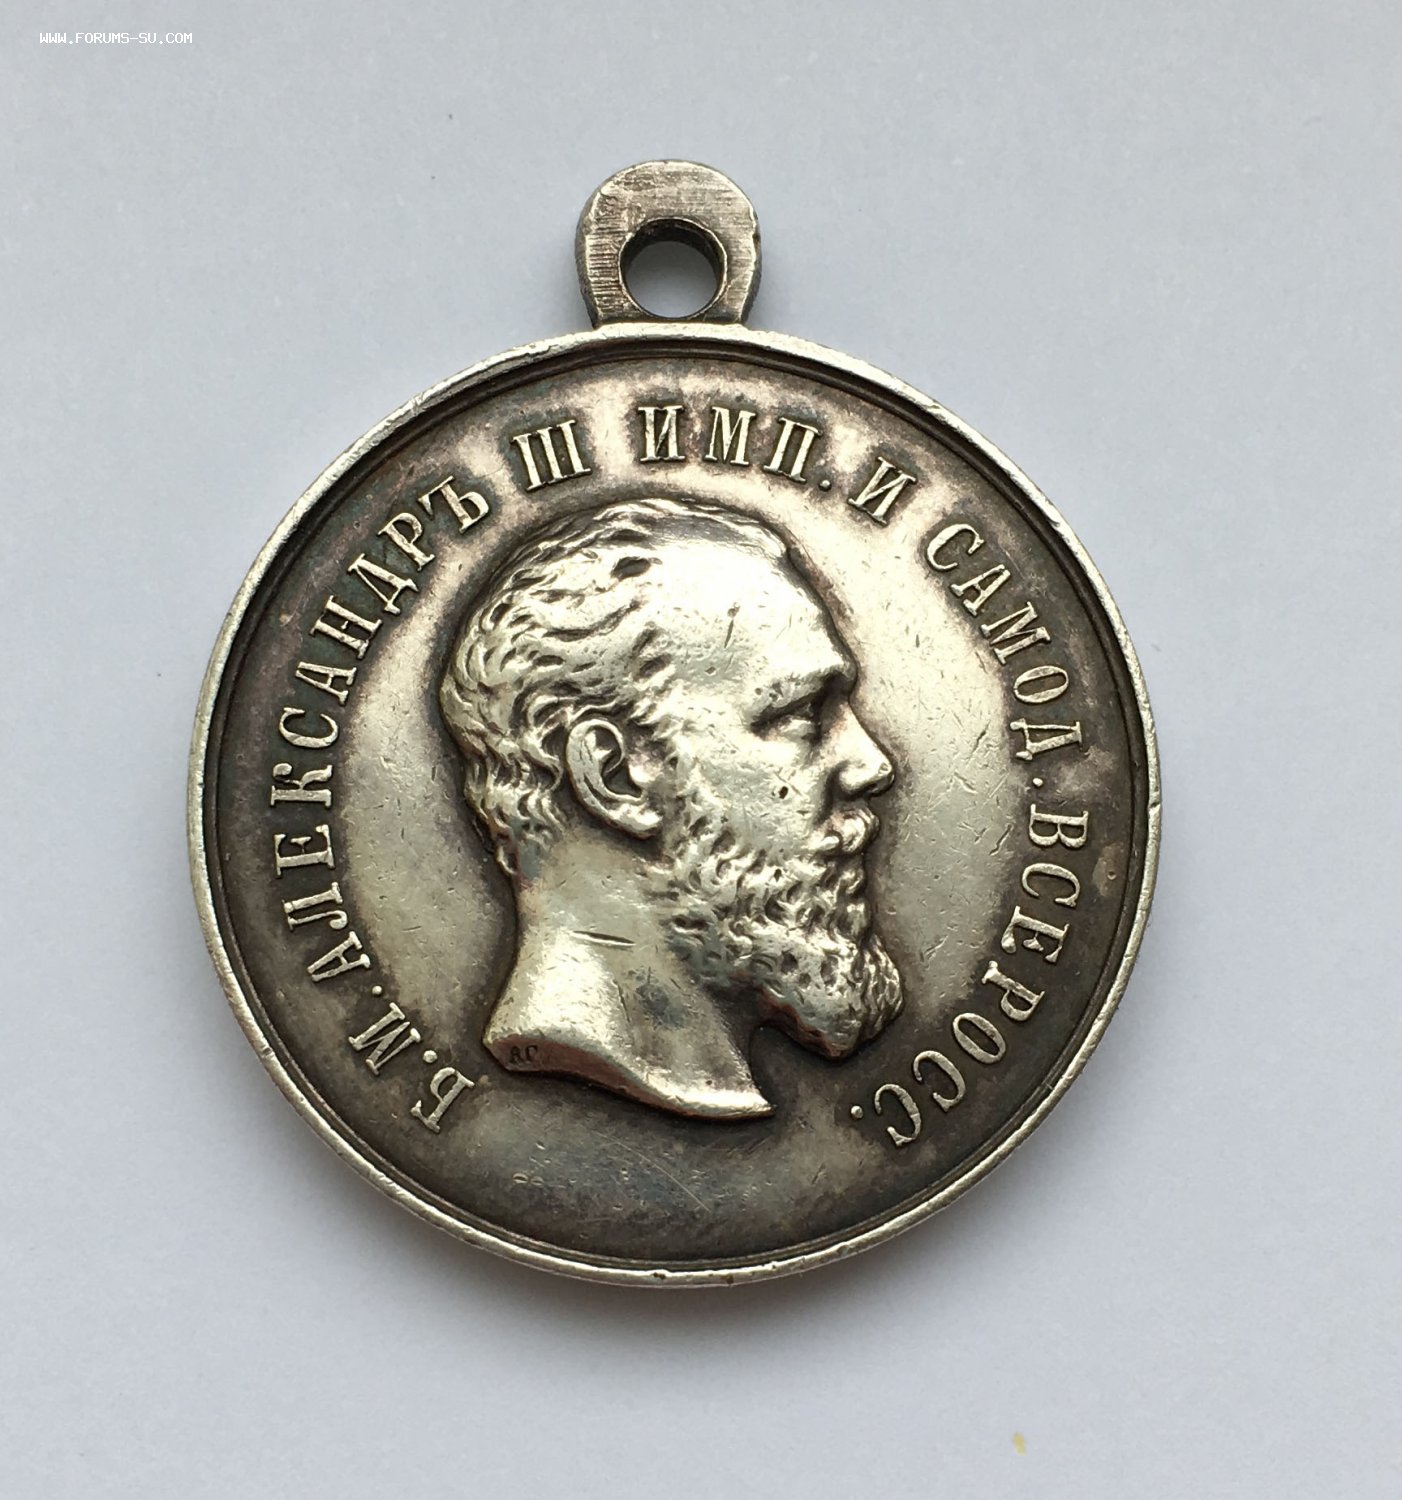 WWW.FORUMS-SU.COM
Б.М.АЛЕКСАНДРЪ III ИМП. И САМОД.ВСЕРОСС.
АС